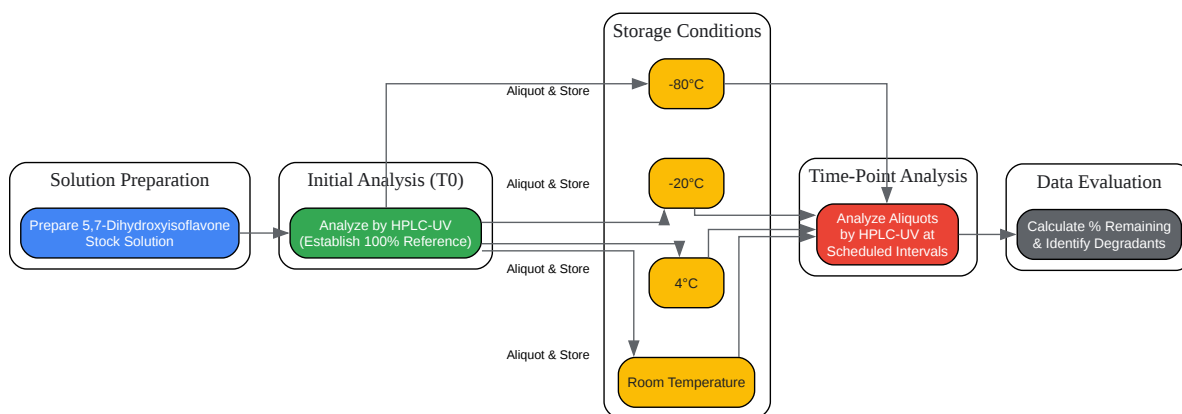 Solution Preparation
Prepare 5,7-Dihydroxyisoflavone
Stock Solution
Initial Analysis (T0)
Analyze by HPLC-UV
(Establish 100% Reference)
Aliquot & Store
Aliquot & Store
Aliquot & Store
Aliquot & Store
Storage Conditions
-80°C
-20°C
4°C
Room Temperature
Time-Point Analysis
Analyze Aliquots
by HPLC-UV at
Scheduled Intervals
Data Evaluation
Calculate % Remaining
& Identify Degradants